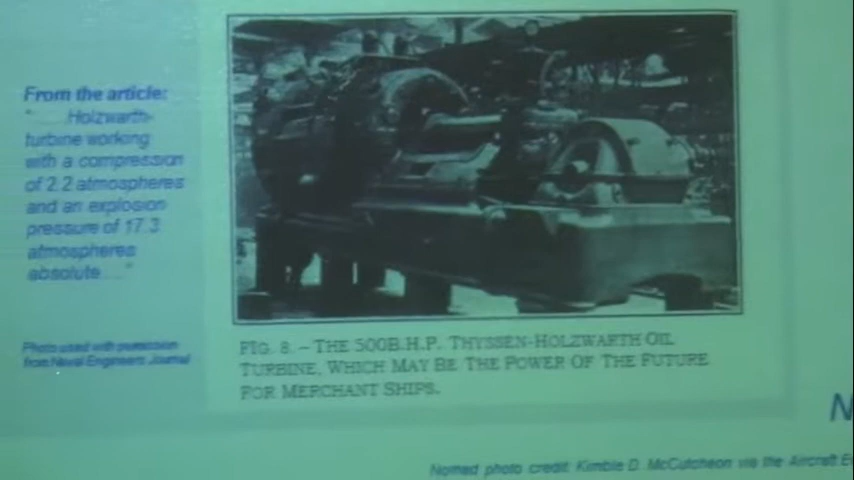 From the article:
"....Holzwarth-
turbine working
with a compression
of 2.2 atmospheres
and an explosion
pressure of 17.3
atmospheres
absolute...."
Photo used with permission
from Naval Engineers Journal
FIG. 8. – THE 500B.H.P. THYSSEN-HOLZWARTH OIL
TURBINE, WHICH MAY BE THE POWER OF THE FUTURE
FOR MERCHANT SHIPS.
N
Nomad photo credit: Kimble D. McCutcheon via the Aircraft E